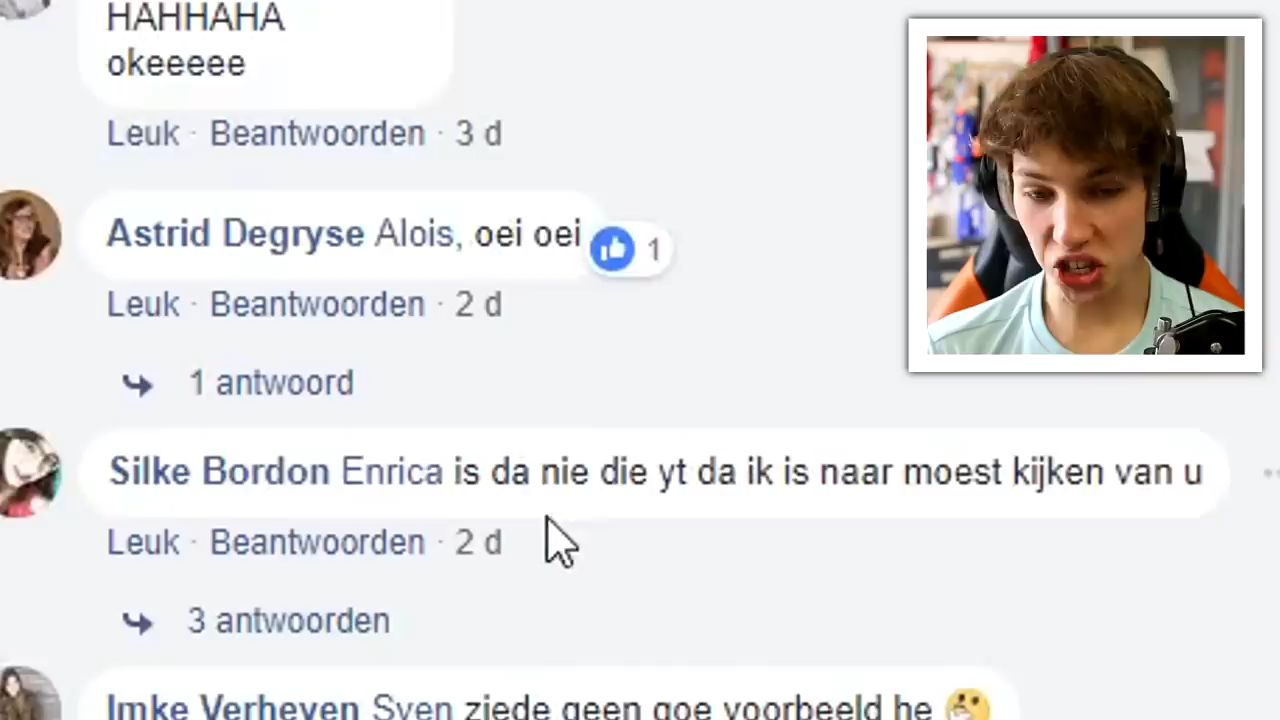 HAHHAHA
okeeeee
Leuk · Beantwoorden · 3 d
Astrid Degryse Alois, oei oei
1
Leuk · Beantwoorden · 2 d
1 antwoord
Silke Bordon Enrica is da nie die yt da ik is naar moest kijken van u
Leuk · Beantwoorden · 2 d
3 antwoorden
Imke Verheyen Sven ziede geen goe voorbeeld he 🤔